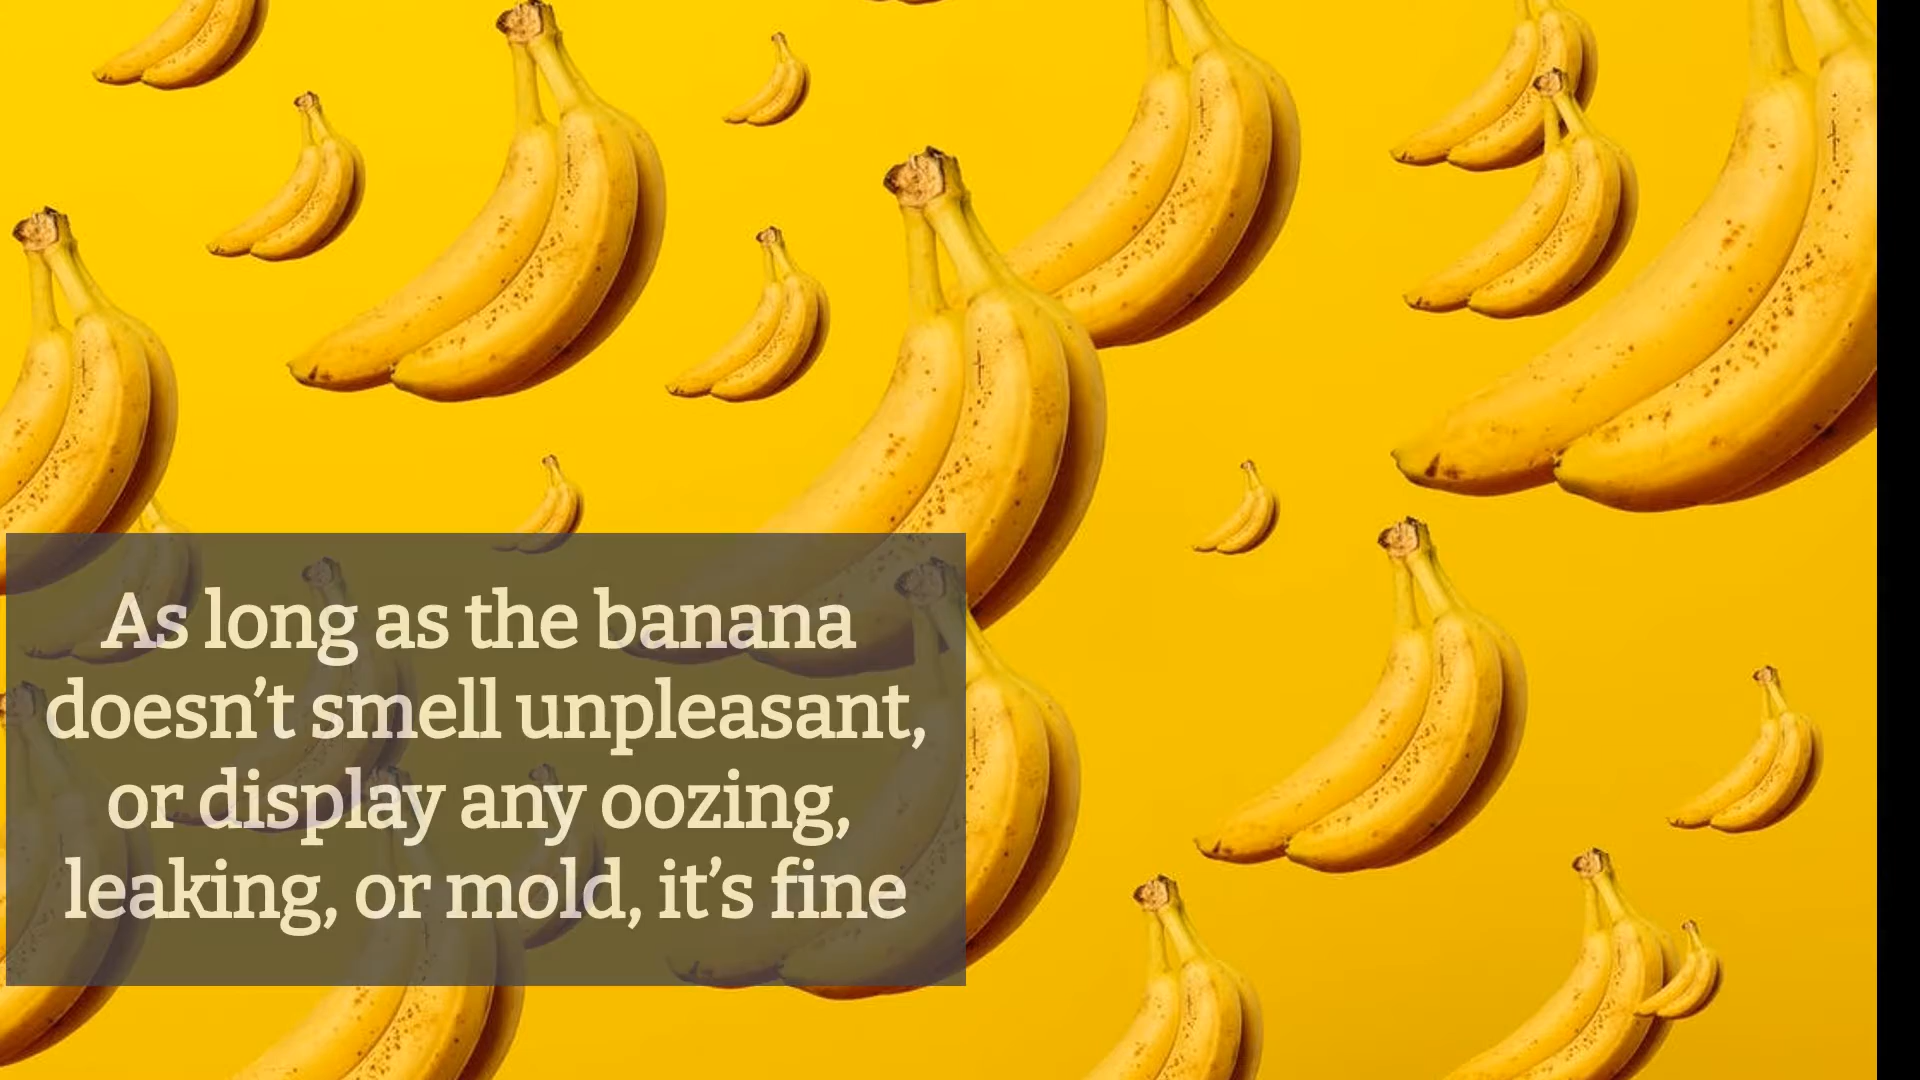 As long as the banana
doesn’t smell unpleasant,
or display any oozing,
leaking, or mold, it’s fine